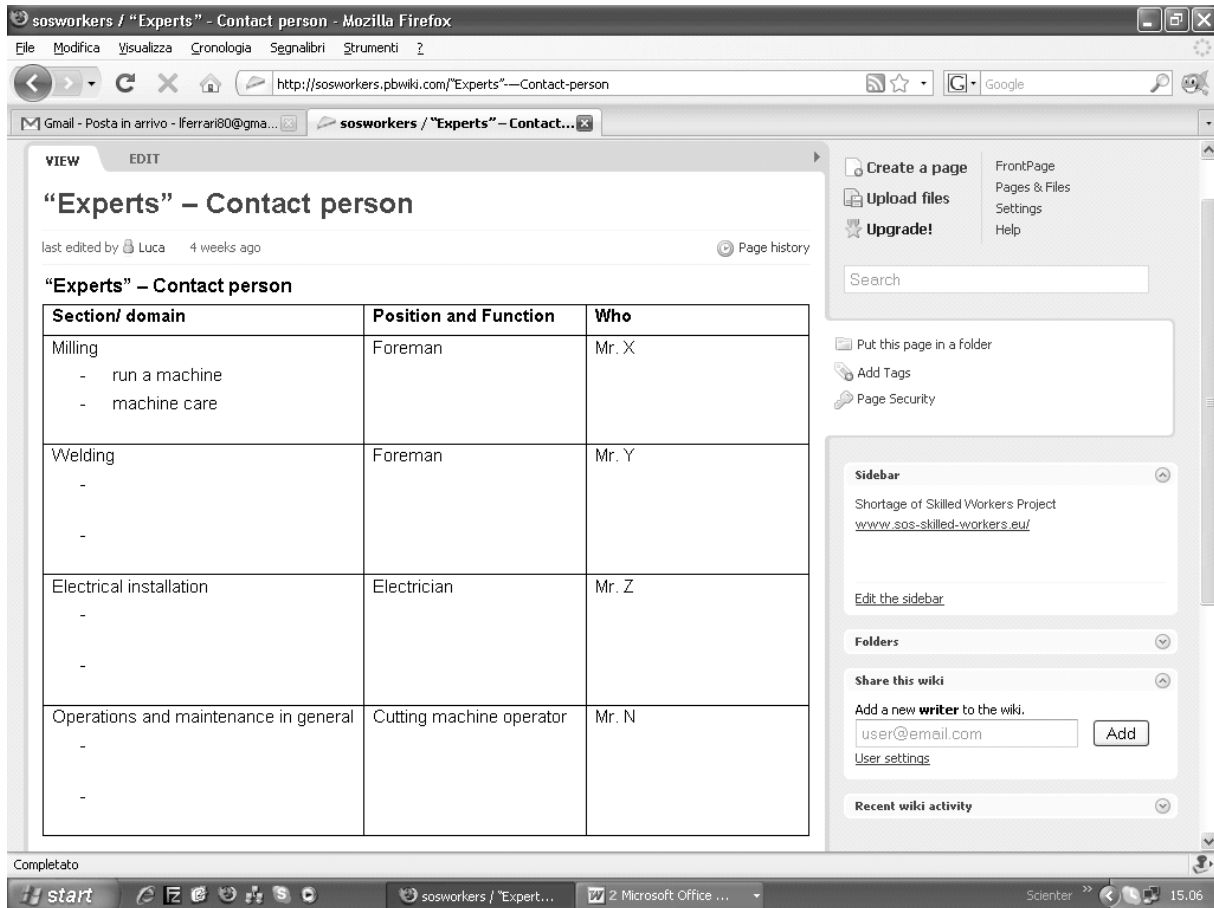 sosworkers / “Experts” - Contact person - Mozilla Firefox
File Modifica Visualizza Cronologia Segnalibri Strumenti ?
http://sosworkers.pbwiki.com/"Experts"-—Contact-person
G Google
Gmail - Posta in arrivo - lferrari80@gma...
sosworkers / “Experts” – Contact...
VIEW EDIT
“Experts” – Contact person
last edited by Luca 4 weeks ago
Page history
“Experts” – Contact person
Section/ domain Position and Function Who
Milling Foreman Mr. X
- run a machine
- machine care
Welding Foreman Mr. Y
-
-
Electrical installation Electrician Mr. Z
-
-
Operations and maintenance in general Cutting machine operator Mr. N
-
-
Create a page
Upload files
Upgrade!
FrontPage
Pages & Files
Settings
Help
Search
Put this page in a folder
Add Tags
Page Security
Sidebar
Shortage of Skilled Workers Project
www.sos-skilled-workers.eu/
Edit the sidebar
Folders
Share this wiki
Add a new writer to the wiki.
user@email.com Add
User settings
Recent wiki activity
Completato
start
sosworkers / "Expert...
2 Microsoft Office ...
Scienter » 15.06